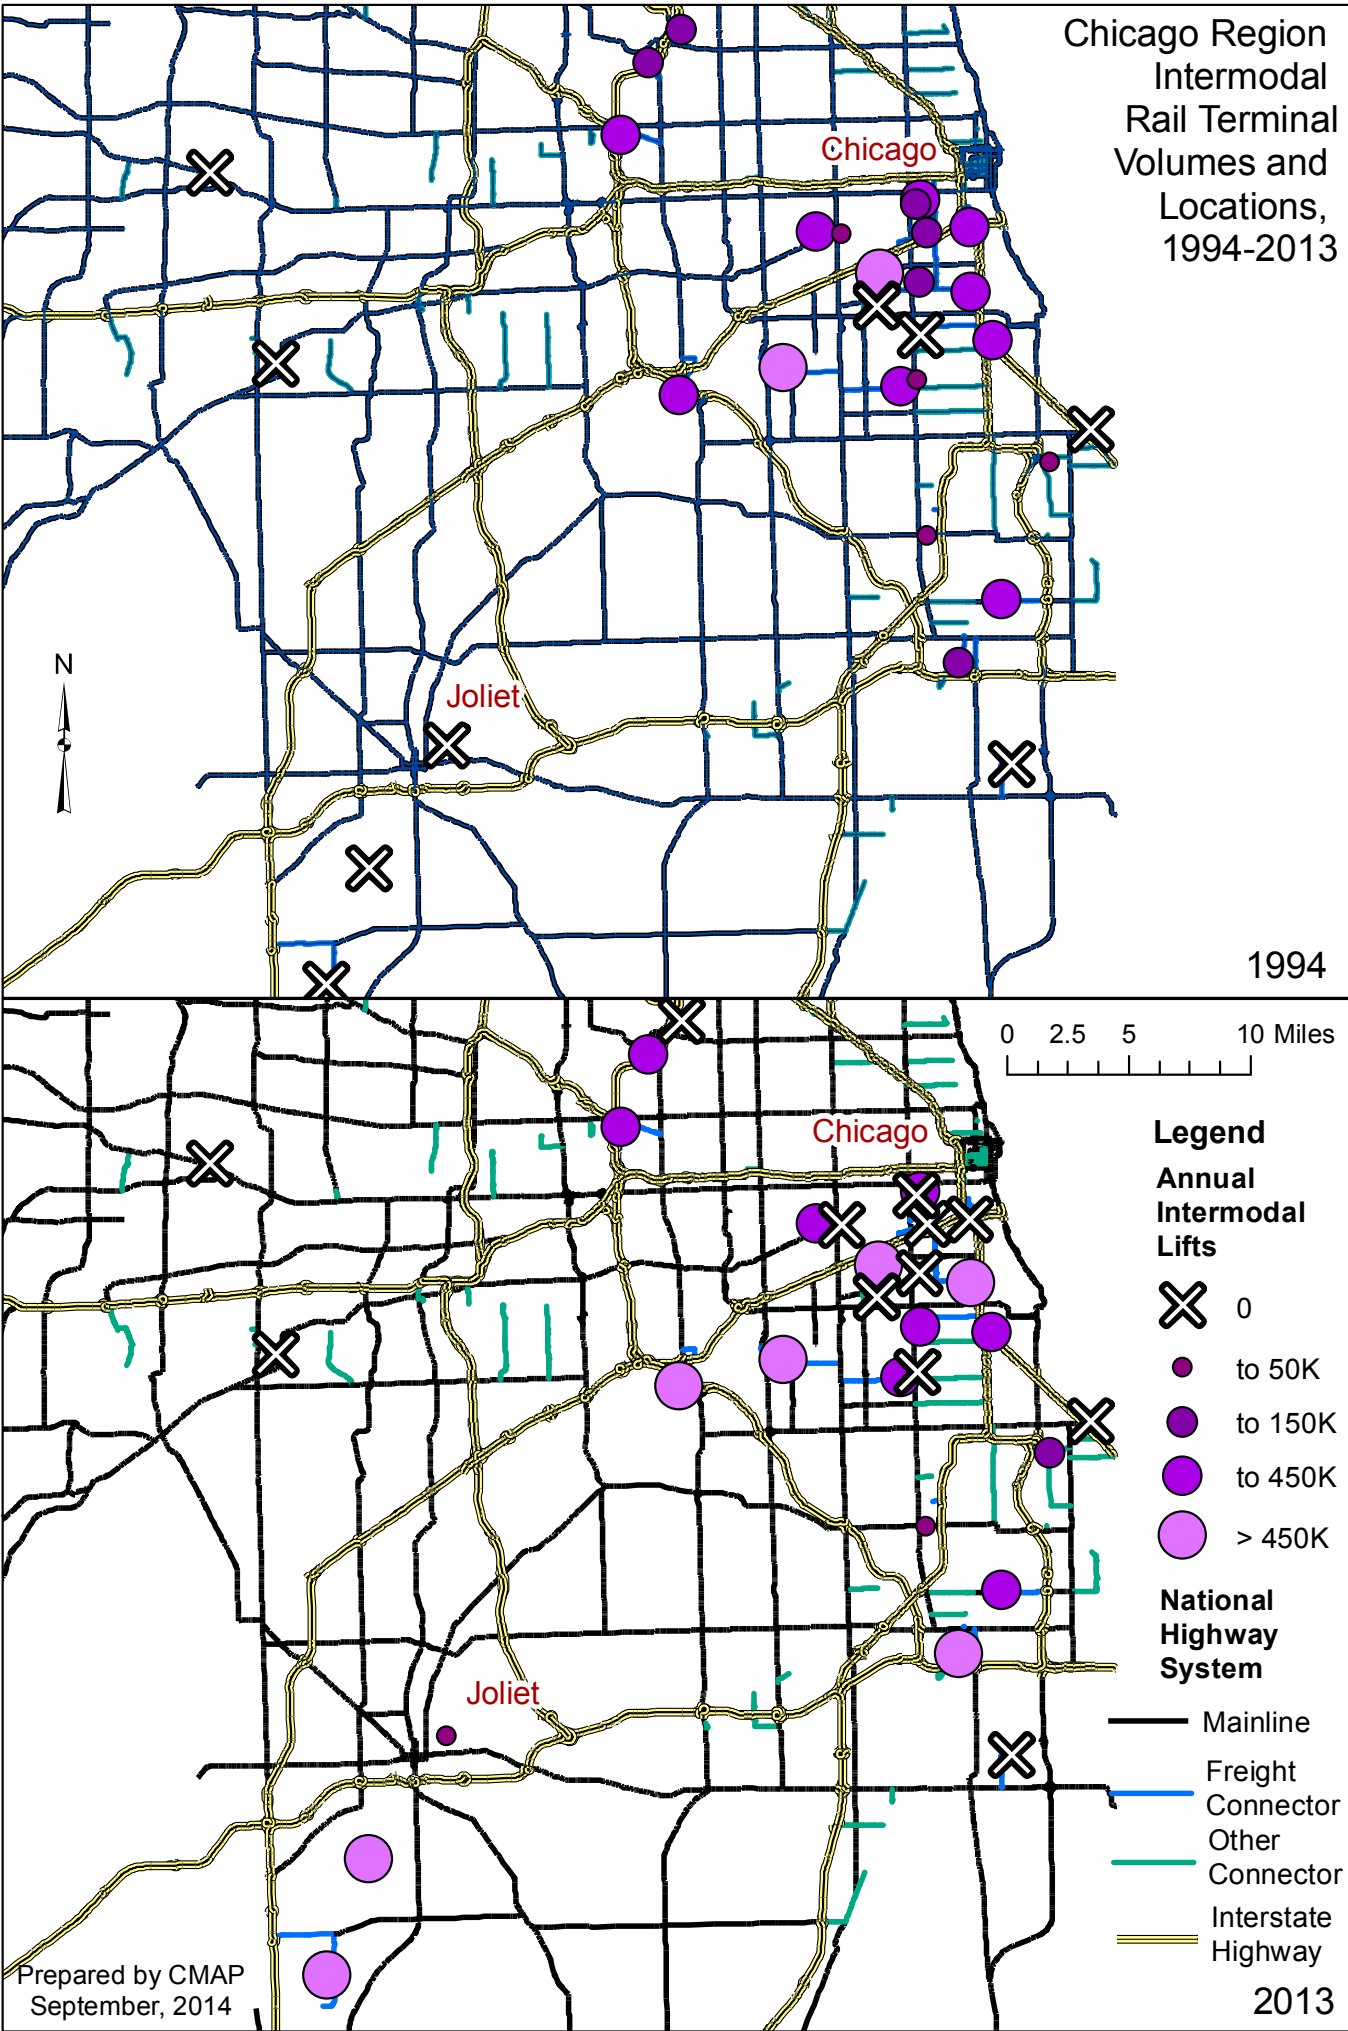 Chicago Region
Intermodal
Rail Terminal
Volumes and
Locations,
1994-2013
Chicago
N
Joliet
1994
0 2.5 5 10 Miles
Chicago
Legend
Annual
Intermodal
Lifts
0
to 50K
to 150K
to 450K
> 450K
National
Highway
System
Joliet
Mainline
Freight
Connector
Other
Connector
Interstate
Highway
Prepared by CMAP
September, 2014
2013